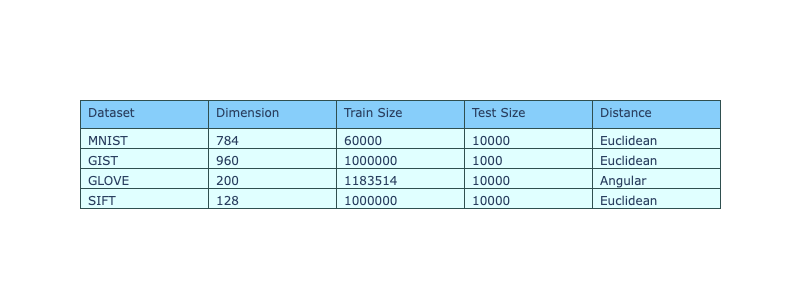 Dataset Dimension Train Size Test Size Distance
MNIST 784 60000 10000 Euclidean
GIST 960 1000000 1000 Euclidean
GLOVE 200 1183514 10000 Angular
SIFT 128 1000000 10000 Euclidean